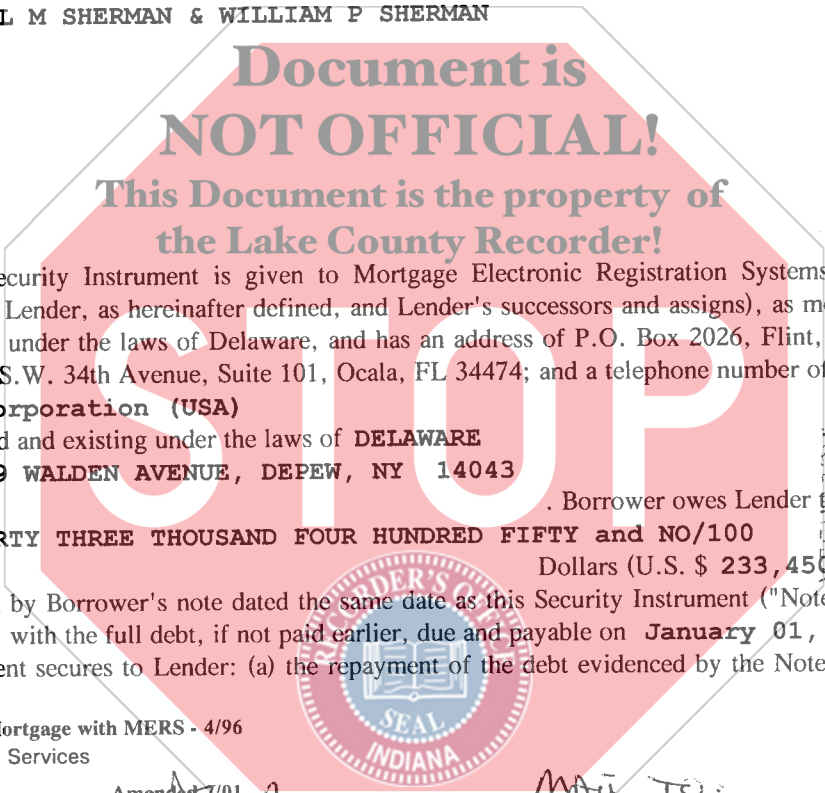 L M SHERMAN & WILLIAM P SHERMAN
Document is
NOT OFFICIAL!
This Document is the property of
the Lake County Recorder!
ecurity Instrument is given to Mortgage Electronic Registration Systems
Lender, as hereinafter defined, and Lender's successors and assigns), as m
under the laws of Delaware, and has an address of P.O. Box 2026, Flint,
S.W. 34th Avenue, Suite 101, Ocala, FL 34474; and a telephone number of
orporation (USA)
d and existing under the laws of DELAWARE
9 WALDEN AVENUE, DEPEW, NY 14043
. Borrower owes Lender t
RTY THREE THOUSAND FOUR HUNDRED FIFTY and NO/100
Dollars (U.S. $ 233,450
by Borrower's note dated the same date as this Security Instrument ("Note
with the full debt, if not paid earlier, due and payable on January 01,
ent secures to Lender: (a) the repayment of the debt evidenced by the Note
ortgage with MERS - 4/96
Services
Amended 7/01
STOP
RECORDER'S OFFICE
SEAL
INDIANA